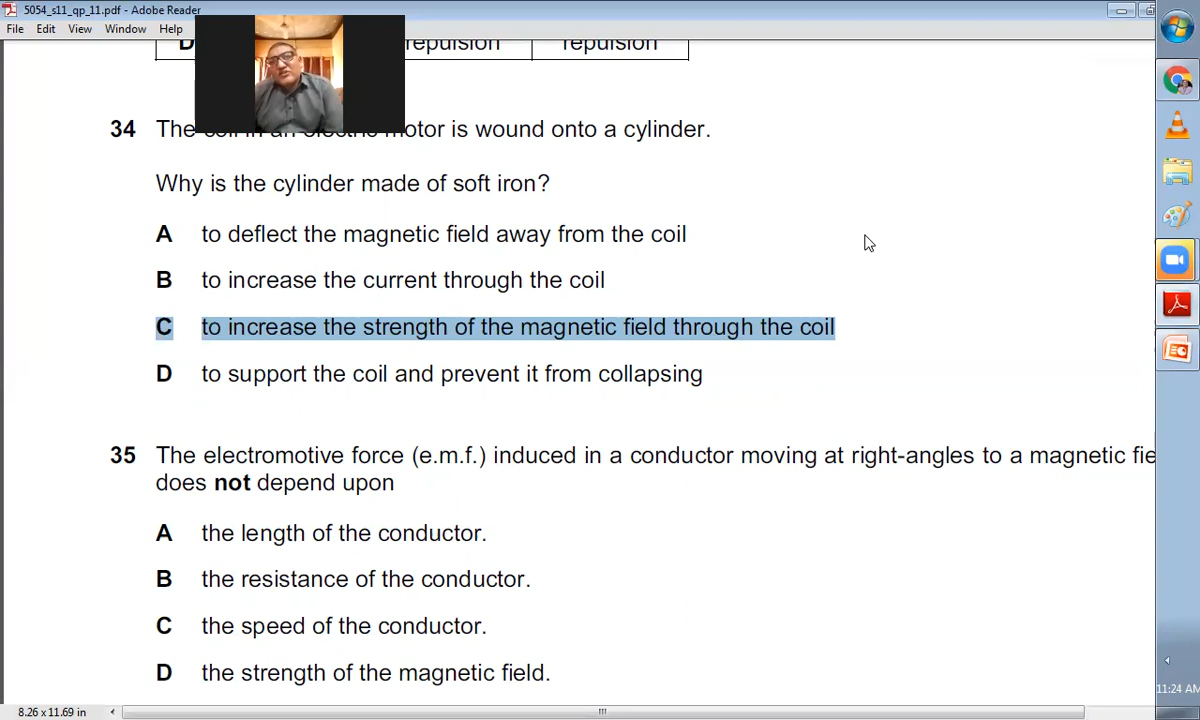 5054_s11_qp_11.pdf - Adobe Reader
File Edit View Window Help
D repulsion repulsion
34 The coil in an electric motor is wound onto a cylinder.
Why is the cylinder made of soft iron?
A to deflect the magnetic field away from the coil
B to increase the current through the coil
C to increase the strength of the magnetic field through the coil
D to support the coil and prevent it from collapsing
35 The electromotive force (e.m.f.) induced in a conductor moving at right-angles to a magnetic fie
does not depend upon
A the length of the conductor.
B the resistance of the conductor.
C the speed of the conductor.
D the strength of the magnetic field.
8.26 x 11.69 in
11:24 AM